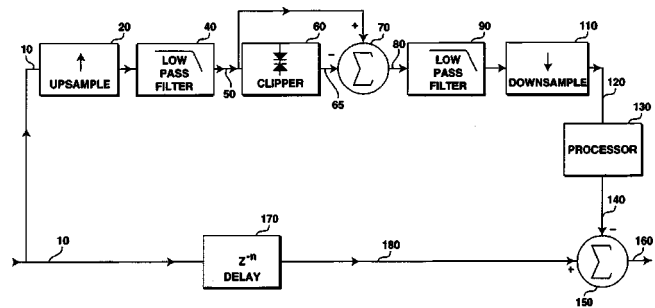 20 40 60 70 90 110
10 UPSAMPLE LOW PASS FILTER 50 CLIPPER + - Σ 65 80 LOW PASS FILTER DOWNSAMPLE 120
130
PROCESSOR
140
10 170 Z⁻ⁿ DELAY 180 - + Σ 160
150